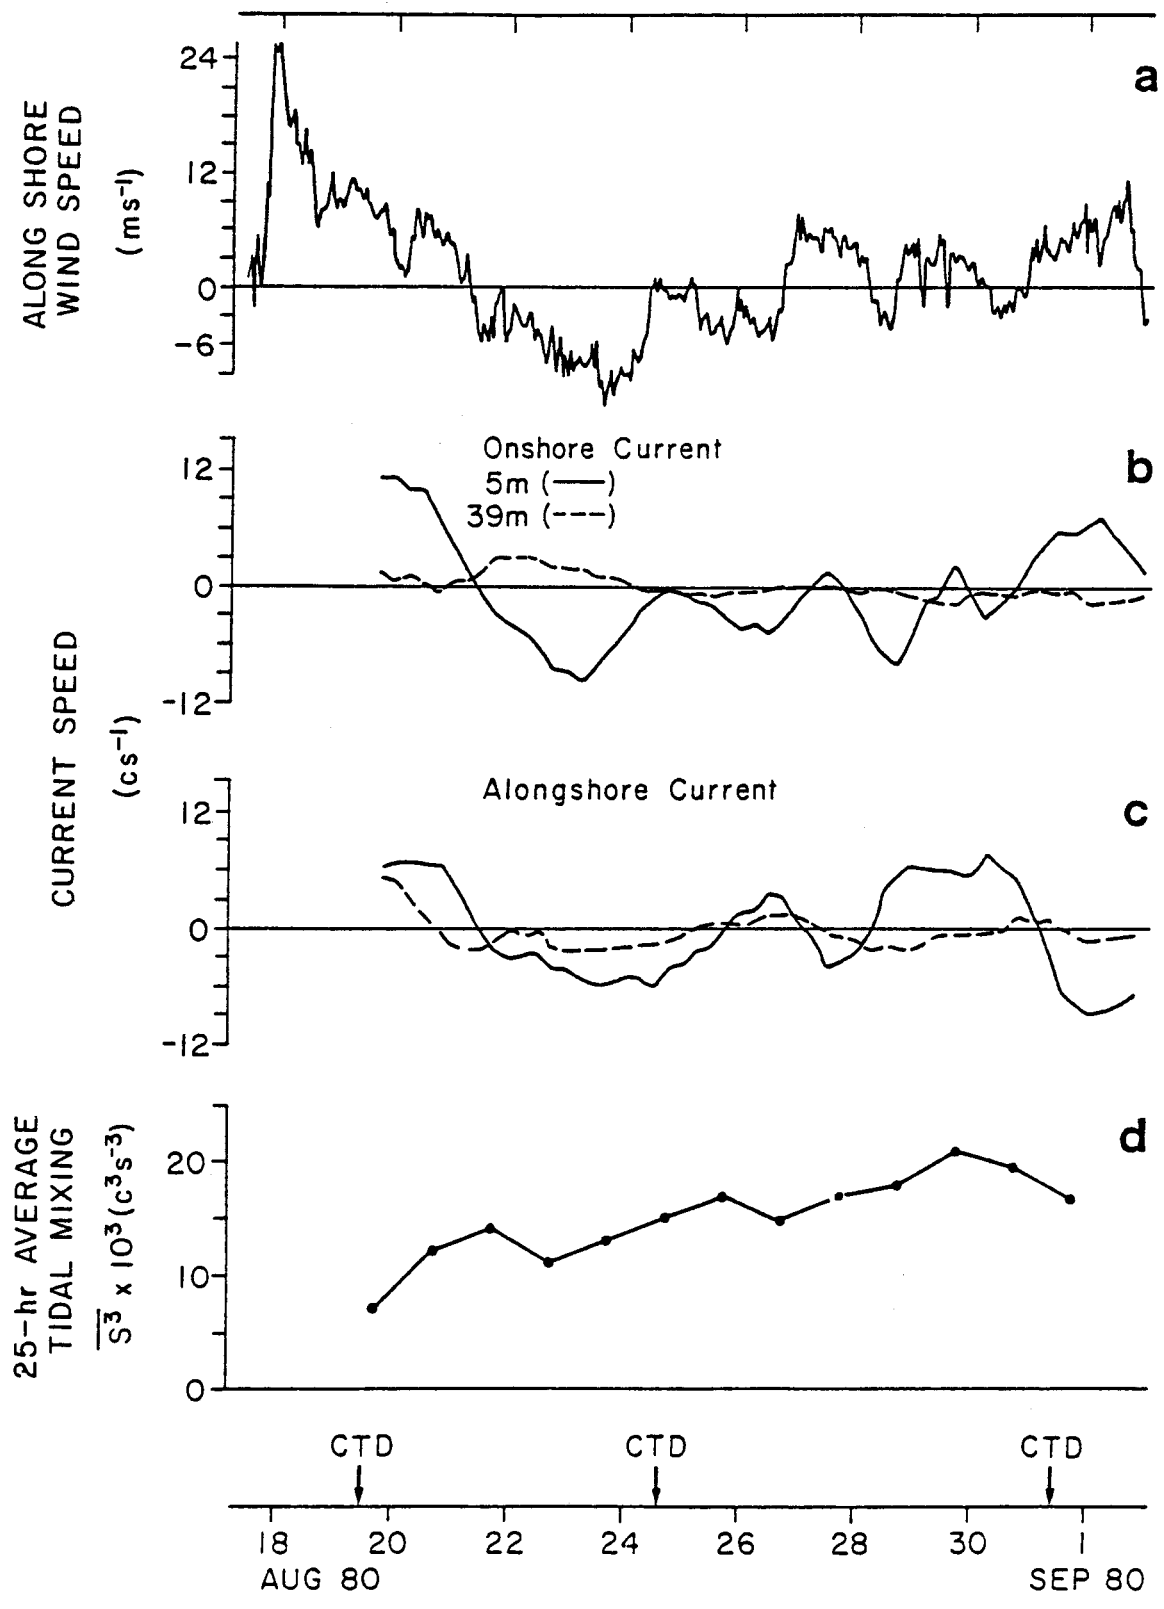 a
ALONG SHORE
WIND SPEED
(ms⁻¹)
24
12
0
-6
b
Onshore Current
5m (——)
39m (----)
12
0
-12
CURRENT SPEED
(cs⁻¹)
c
Alongshore Current
12
0
-12
d
25-hr AVERAGE
TIDAL MIXING
S̅³ x 10³ (c³s⁻³)
20
10
0
CTD CTD CTD
18 20 22 24 26 28 30 1
AUG 80 SEP 80